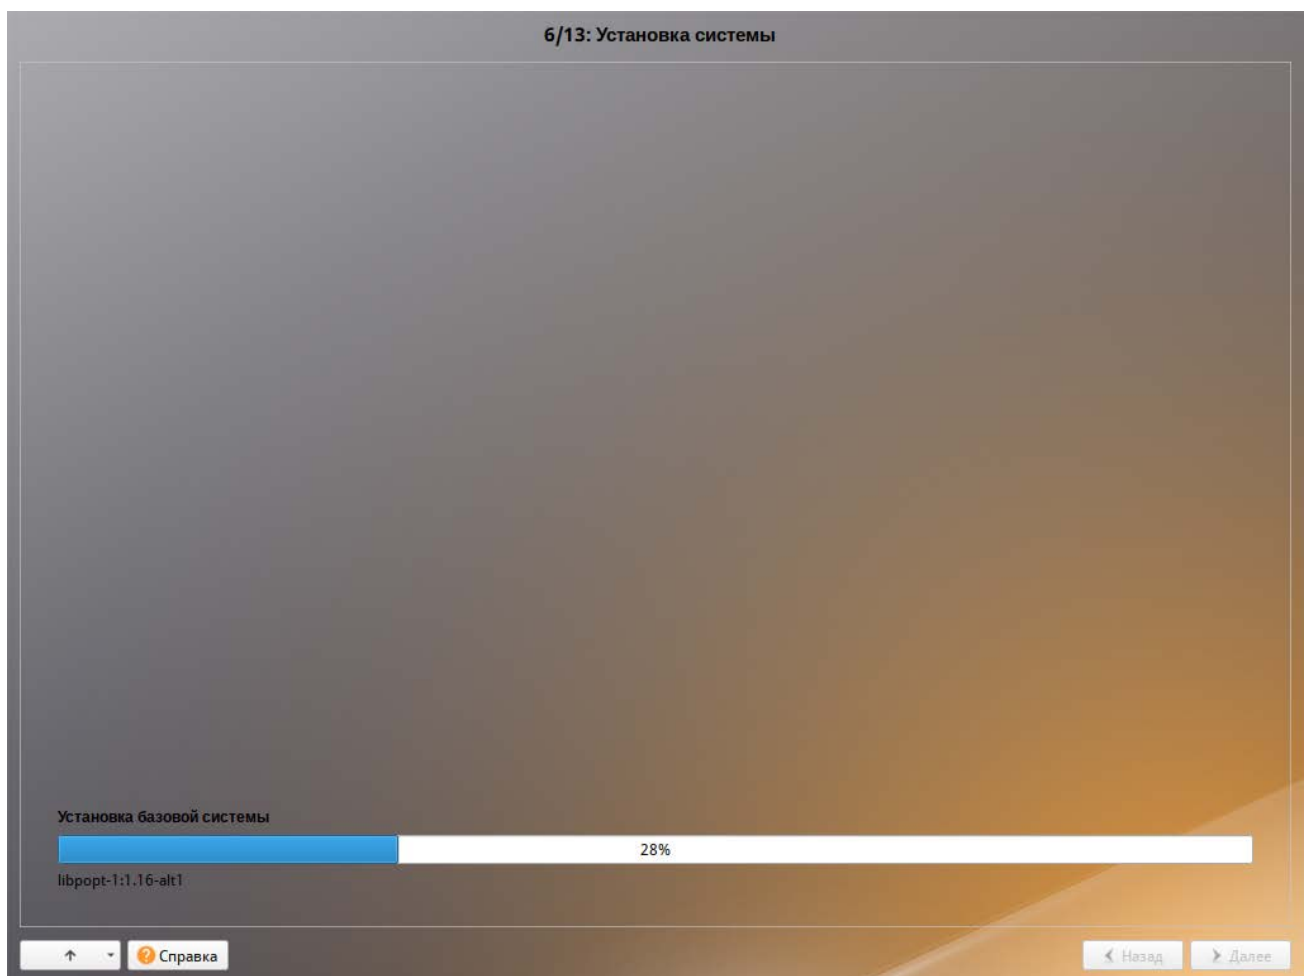 6/13: Установка системы
Установка базовой системы
28%
libpopt-1:1.16-alt1
Справка
Назад
Далее